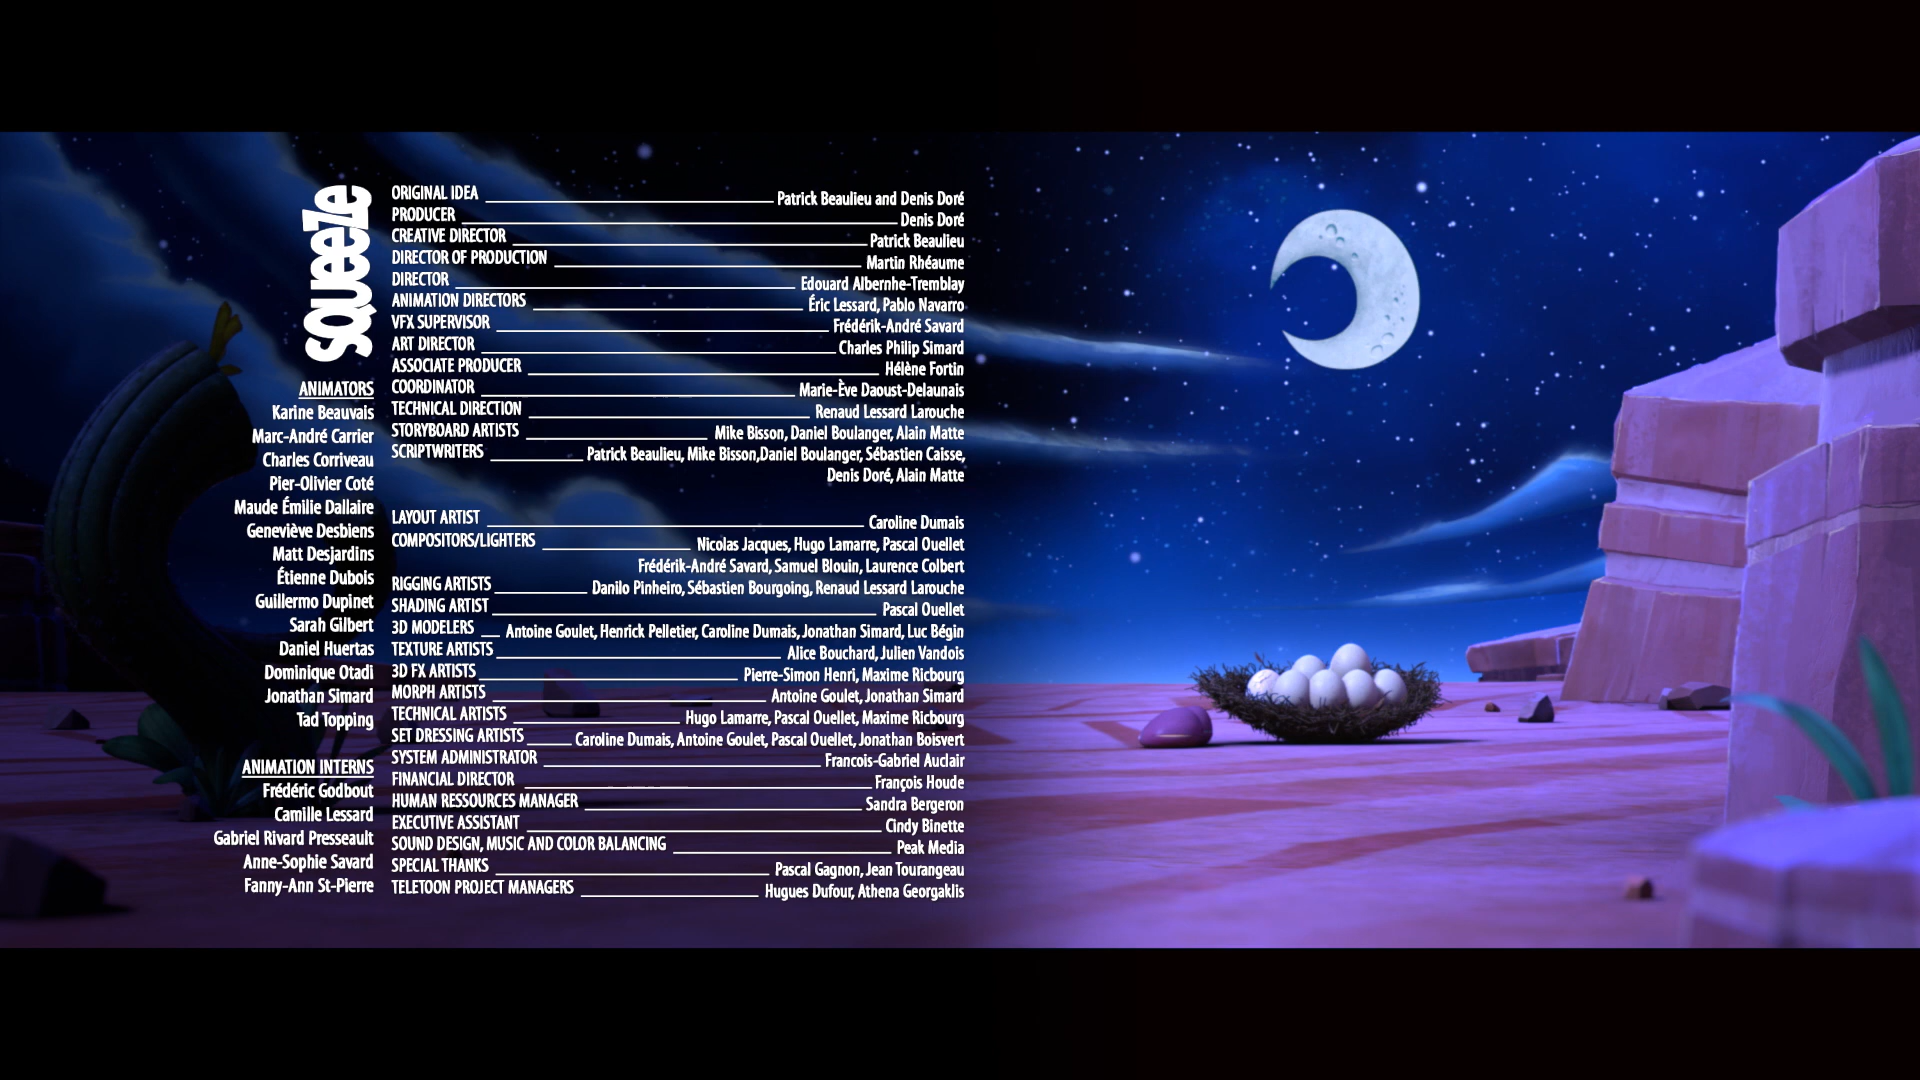 squeeze
ANIMATORS
Karine Beauvais
Marc-André Carrier
Charles Corriveau
Pier-Olivier Coté
Maude Émilie Dallaire
Geneviève Desbiens
Matt Desjardins
Étienne Dubois
Guillermo Dupinet
Sarah Gilbert
Daniel Huertas
Dominique Otadi
Jonathan Simard
Tad Topping
ANIMATION INTERNS
Frédéric Godbout
Camille Lessard
Gabriel Rivard Presseault
Anne-Sophie Savard
Fanny-Ann St-Pierre
ORIGINAL IDEA Patrick Beaulieu and Denis Doré
PRODUCER Denis Doré
CREATIVE DIRECTOR Patrick Beaulieu
DIRECTOR OF PRODUCTION Martin Rhéaume
DIRECTOR Edouard Albernhe-Tremblay
ANIMATION DIRECTORS Éric Lessard, Pablo Navarro
VFX SUPERVISOR Frédérik-André Savard
ART DIRECTOR Charles Philip Simard
ASSOCIATE PRODUCER Hélène Fortin
COORDINATOR Marie-Ève Daoust-Delaunais
TECHNICAL DIRECTION Renaud Lessard Larouche
STORYBOARD ARTISTS Mike Bisson, Daniel Boulanger, Alain Matte
SCRIPTWRITERS Patrick Beaulieu, Mike Bisson,Daniel Boulanger, Sébastien Caisse,
Denis Doré, Alain Matte
LAYOUT ARTIST Caroline Dumais
COMPOSITORS/LIGHTERS Nicolas Jacques, Hugo Lamarre, Pascal Ouellet
Frédérik-André Savard, Samuel Blouin, Laurence Colbert
RIGGING ARTISTS Danilo Pinheiro, Sébastien Bourgoing, Renaud Lessard Larouche
SHADING ARTIST Pascal Ouellet
3D MODELERS Antoine Goulet, Henrick Pelletier, Caroline Dumais, Jonathan Simard, Luc Bégin
TEXTURE ARTISTS Alice Bouchard, Julien Vandois
3D FX ARTISTS Pierre-Simon Henri, Maxime Ricbourg
MORPH ARTISTS Antoine Goulet, Jonathan Simard
TECHNICAL ARTISTS Hugo Lamarre, Pascal Ouellet, Maxime Ricbourg
SET DRESSING ARTISTS Caroline Dumais, Antoine Goulet, Pascal Ouellet, Jonathan Boisvert
SYSTEM ADMINISTRATOR Francois-Gabriel Auclair
FINANCIAL DIRECTOR François Houde
HUMAN RESSOURCES MANAGER Sandra Bergeron
EXECUTIVE ASSISTANT Cindy Binette
SOUND DESIGN, MUSIC AND COLOR BALANCING Peak Media
SPECIAL THANKS Pascal Gagnon, Jean Tourangeau
TELETOON PROJECT MANAGERS Hugues Dufour, Athena Georgaklis